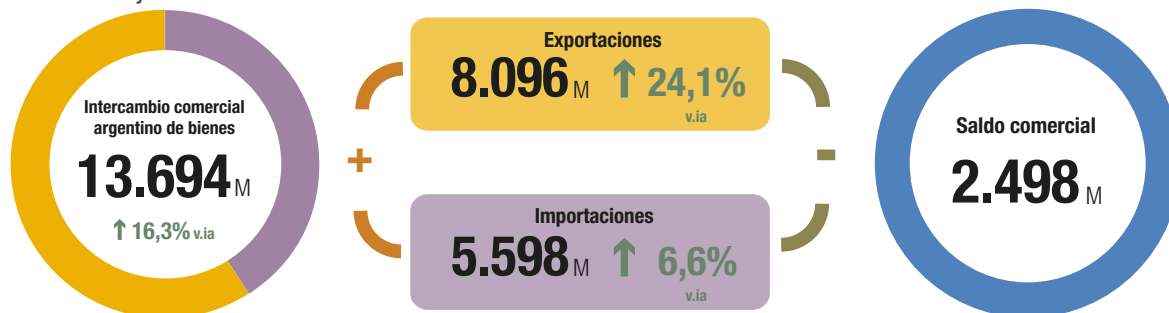 Intercambio comercial
argentino de bienes
13.694 M
↑ 16,3% v.ia
+
Exportaciones
8.096 M ↑ 24,1%
v.ia
Importaciones
5.598 M ↑ 6,6%
v.ia
-
Saldo comercial
2.498 M